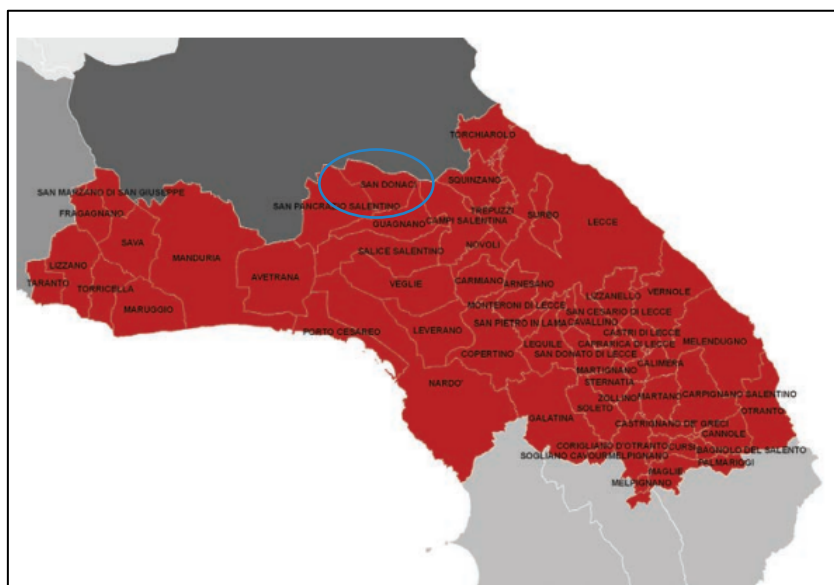 TORCHIAROLO
SAN DONACI
SQUINZANO
SAN MARZANO DI SAN GIUSEPPE
SAN PANCRAZIO SALENTINO
TREPUZZI
FRAGAGNANO
CAMPI SALENTINA
SURBO
LECCE
GUAGNANO
SAVA
NOVOLI
SALICE SALENTINO
MANDURIA
LIZZANO
AVETRANA
TARANTO
TORRICELLA
VEGLIE
CARMIANO
ARNESANO
LIZZANELLO
VERNOLE
MARUGGIO
MONTERONI DI LECCE
SAN CENARIO DI LECCE
PORTO CESAREO
LEVERANO
SAN PIETRO IN LAMA
CAVALLINO
CASTRI DI LECCE
COPERTINO
LEQUILE
CAPRARICA DI LECCE
MELENDUGNO
SAN DONATO DI LECCE
CALIMERA
MARTIGNANO
NARDO'
STERNATIA
ZOLLINO
MARTANO
CARPIGNANO SALENTINO
SOLETO
OTRANTO
GALATINA
CASTRIGNANO DE' GRECI
CANNOLE
CORIGLIANO D'OTRANTO
CURSI
BAGNOLO DEL SALENTO
SOGLIANO CAVOUR
MELPIGNANO
PALMARIGGI
MAGLIE
MELPIGNANO